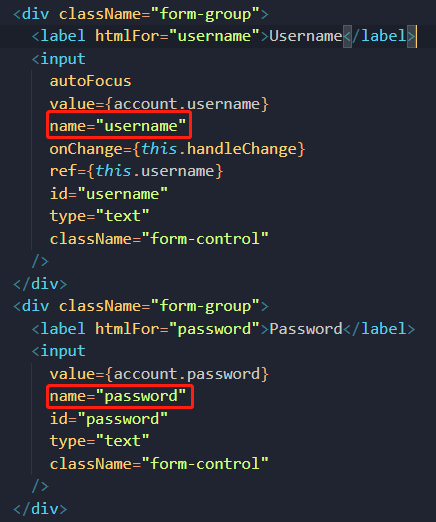 <div className="form-group">
<label htmlFor="username">Username</label>
<input
autoFocus
value={account.username}
name="username"
onChange={this.handleChange}
ref={this.username}
id="username"
type="text"
className="form-control"
/>
</div>
<div className="form-group">
<label htmlFor="password">Password</label>
<input
value={account.password}
name="password"
id="password"
type="text"
className="form-control"
/>
</div>